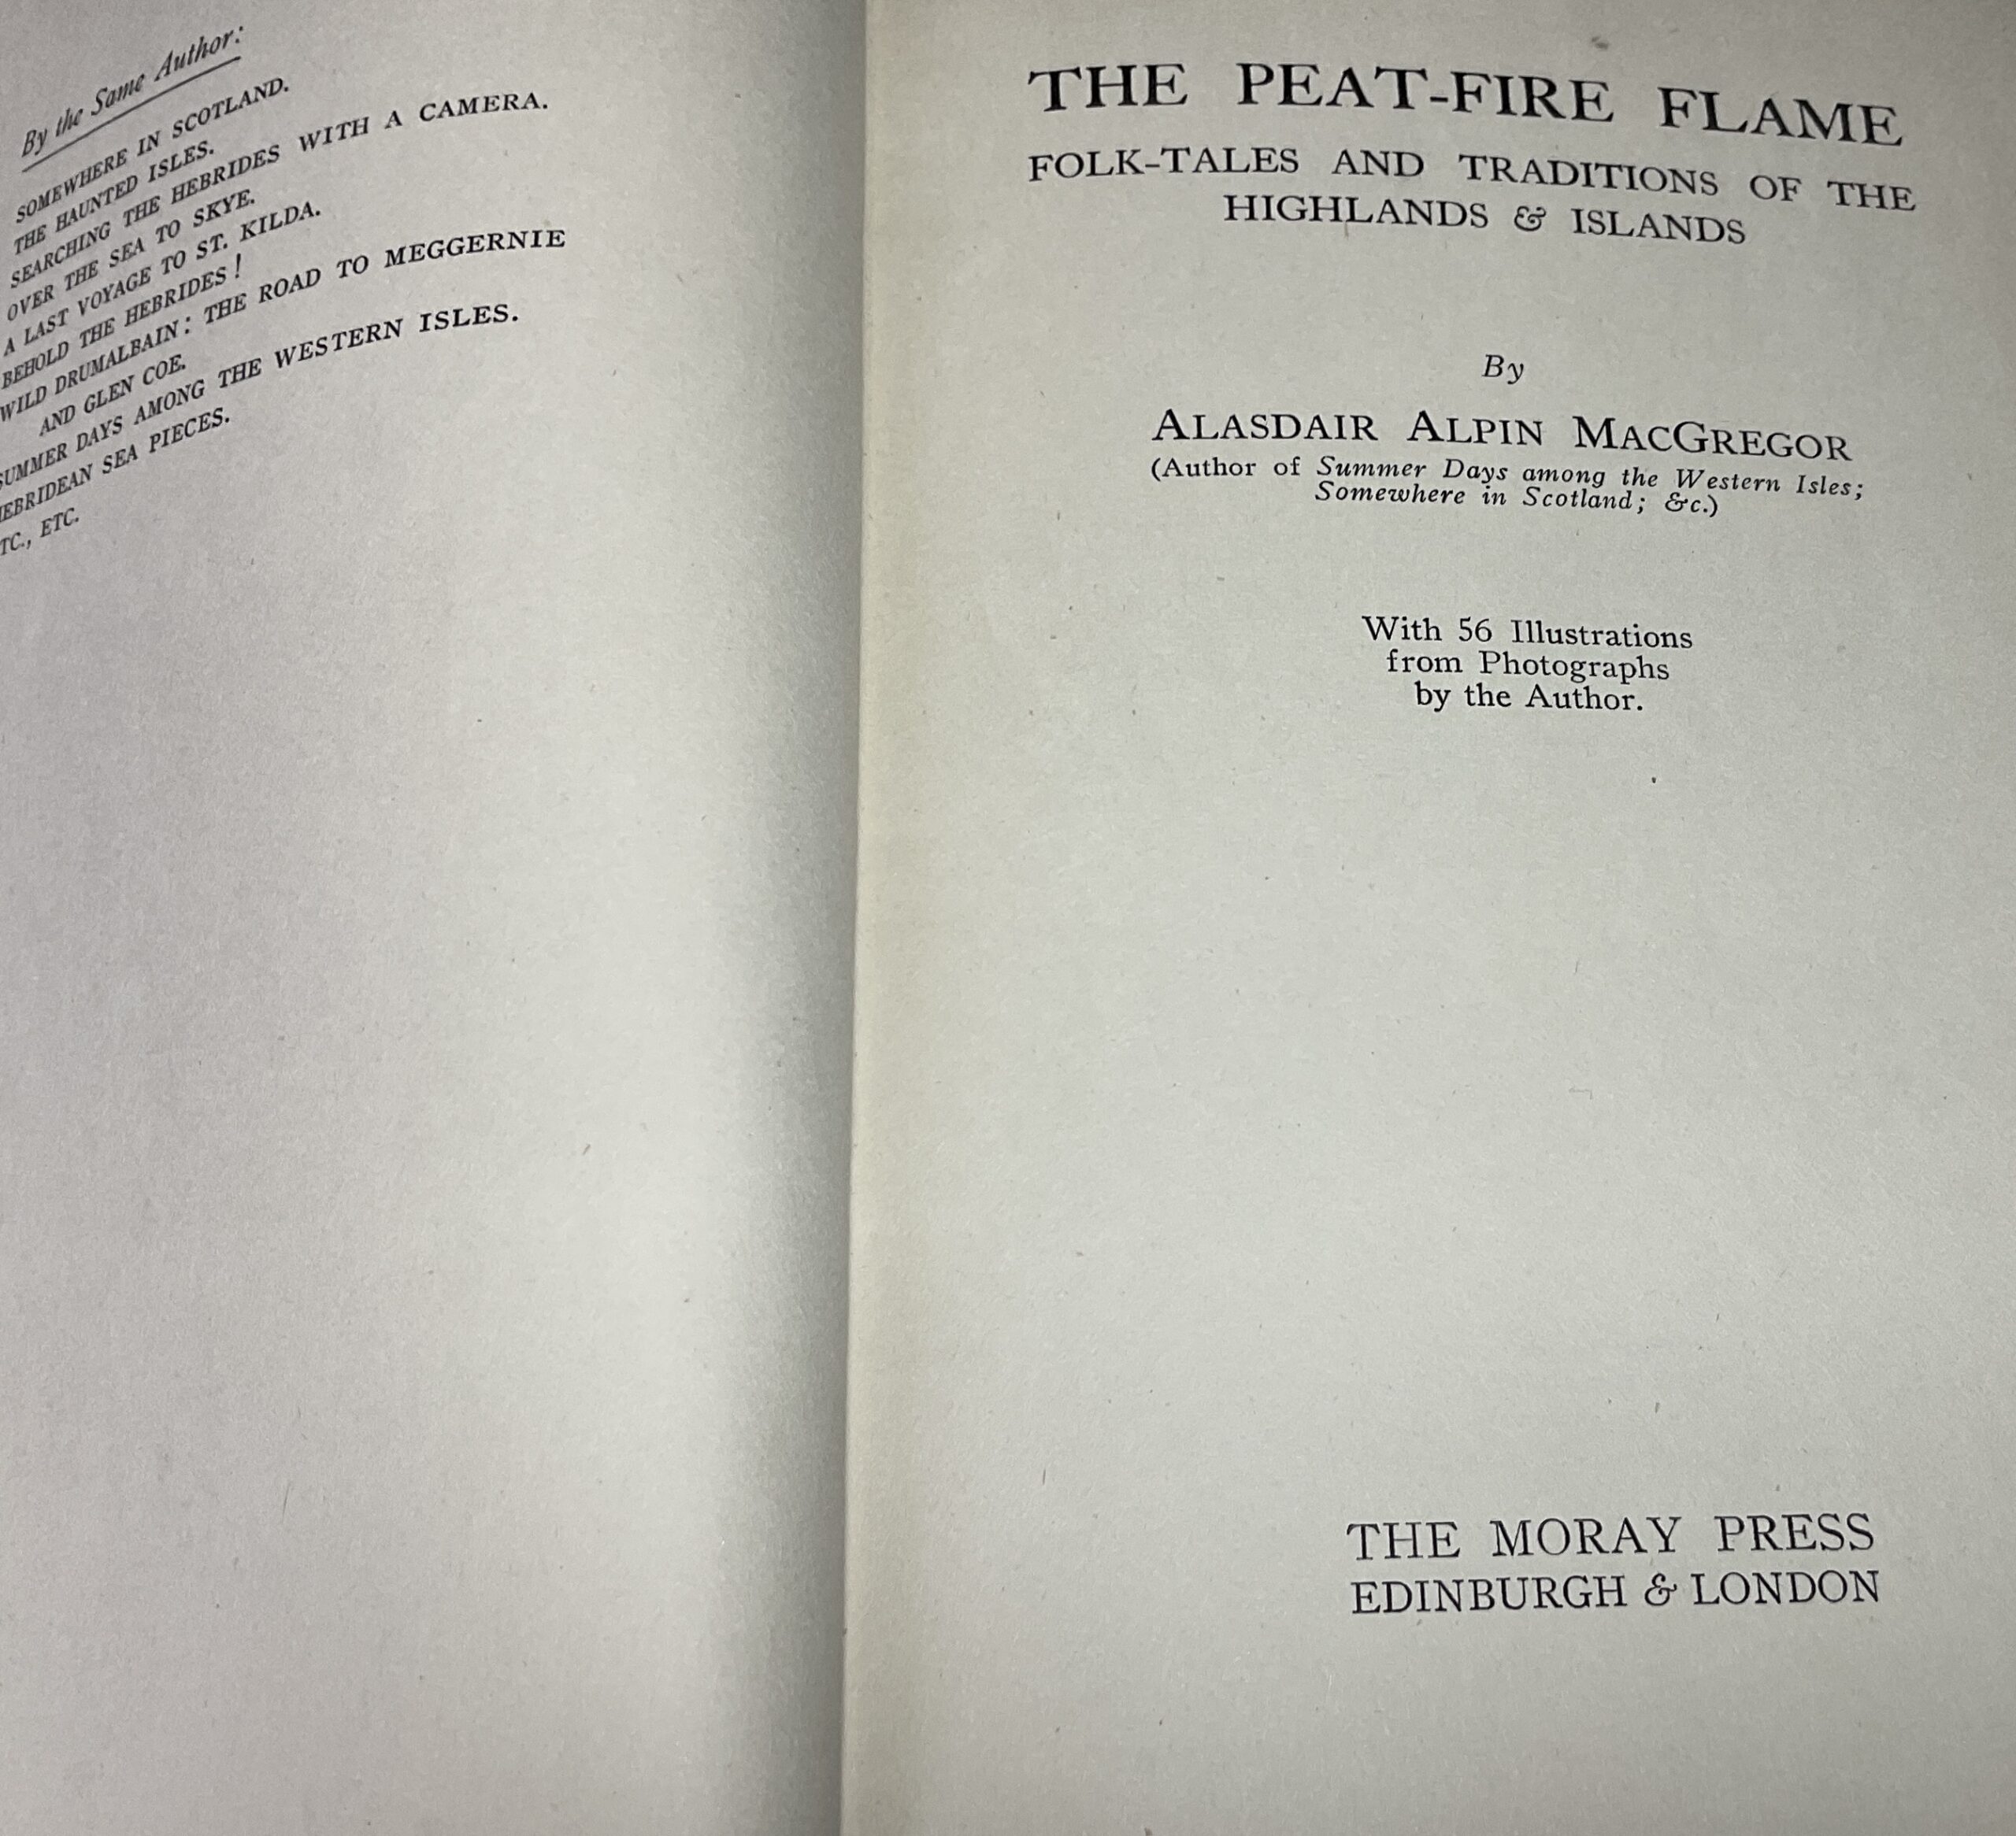 By the Same Author:
SOMEWHERE IN SCOTLAND.
THE HAUNTED ISLES.
SEARCHING THE HEBRIDES WITH A CAMERA.
OVER THE SEA TO SKYE.
A LAST VOYAGE TO ST. KILDA.
BEHOLD THE HEBRIDES!
WILD DRUMALBAIN: THE ROAD TO MEGGERNIE
AND GLEN COE.
SUMMER DAYS AMONG THE WESTERN ISLES.
HEBRIDEAN SEA PIECES.
TC., ETC.
THE PEAT-FIRE FLAME
FOLK-TALES AND TRADITIONS OF THE
HIGHLANDS & ISLANDS
By
ALASDAIR ALPIN MACGREGOR
(Author of Summer Days among the Western Isles;
Somewhere in Scotland; &c.)
With 56 Illustrations
from Photographs
by the Author.
THE MORAY PRESS
EDINBURGH & LONDON